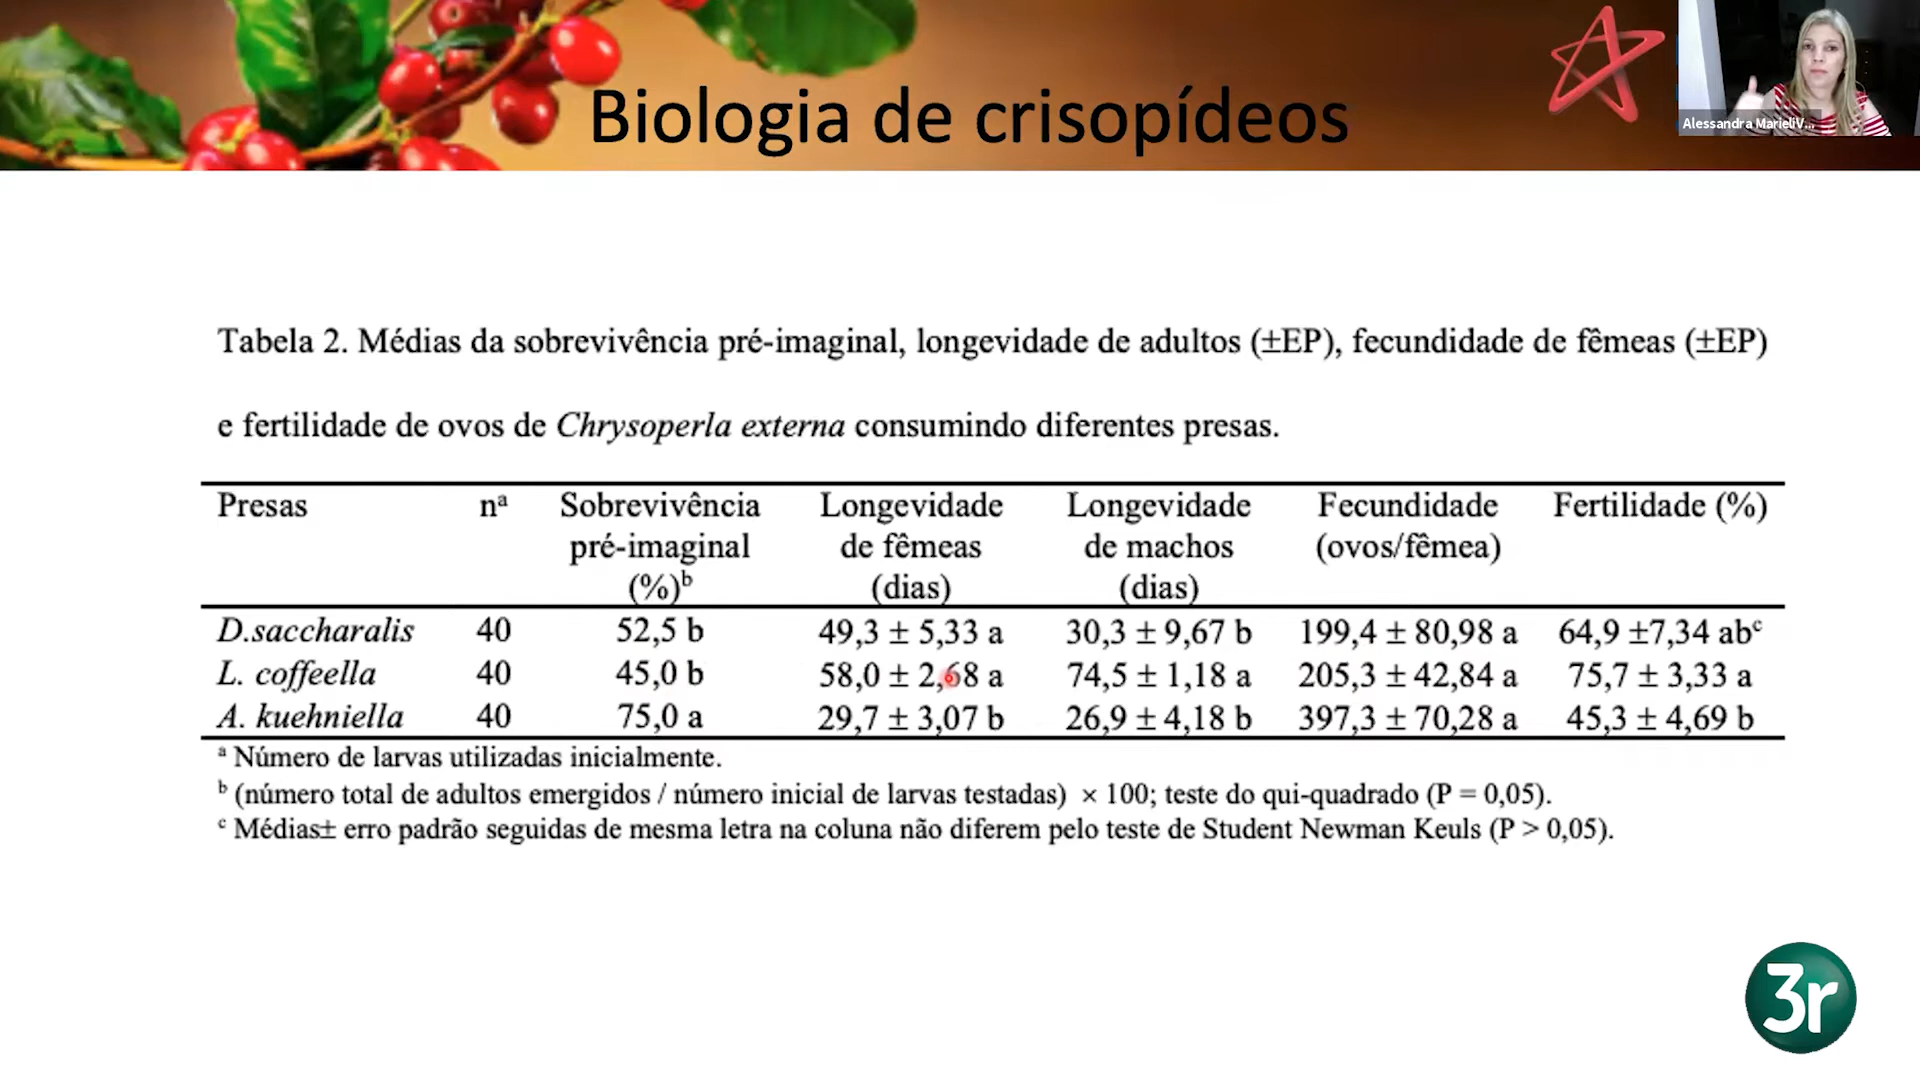 Biologia de crisopídeos
Alessandra MarieliV...
Tabela 2. Médias da sobrevivência pré-imaginal, longevidade de adultos (±EP), fecundidade de fêmeas (±EP)
e fertilidade de ovos de Chrysoperla externa consumindo diferentes presas.
Presas nª Sobrevivência Longevidade Longevidade Fecundidade Fertilidade (%)
pré-imaginal de fêmeas de machos (ovos/fêmea)
(%)ᵇ (dias) (dias)
D.saccharalis 40 52,5 b 49,3 ± 5,33 a 30,3 ± 9,67 b 199,4 ± 80,98 a 64,9 ±7,34 abᶜ
L. coffeella 40 45,0 b 58,0 ± 2,68 a 74,5 ± 1,18 a 205,3 ± 42,84 a 75,7 ± 3,33 a
A. kuehniella 40 75,0 a 29,7 ± 3,07 b 26,9 ± 4,18 b 397,3 ± 70,28 a 45,3 ± 4,69 b
ª Número de larvas utilizadas inicialmente.
ᵇ (número total de adultos emergidos / número inicial de larvas testadas) × 100; teste do qui-quadrado (P = 0,05).
ᶜ Médias± erro padrão seguidas de mesma letra na coluna não diferem pelo teste de Student Newman Keuls (P > 0,05).
3r